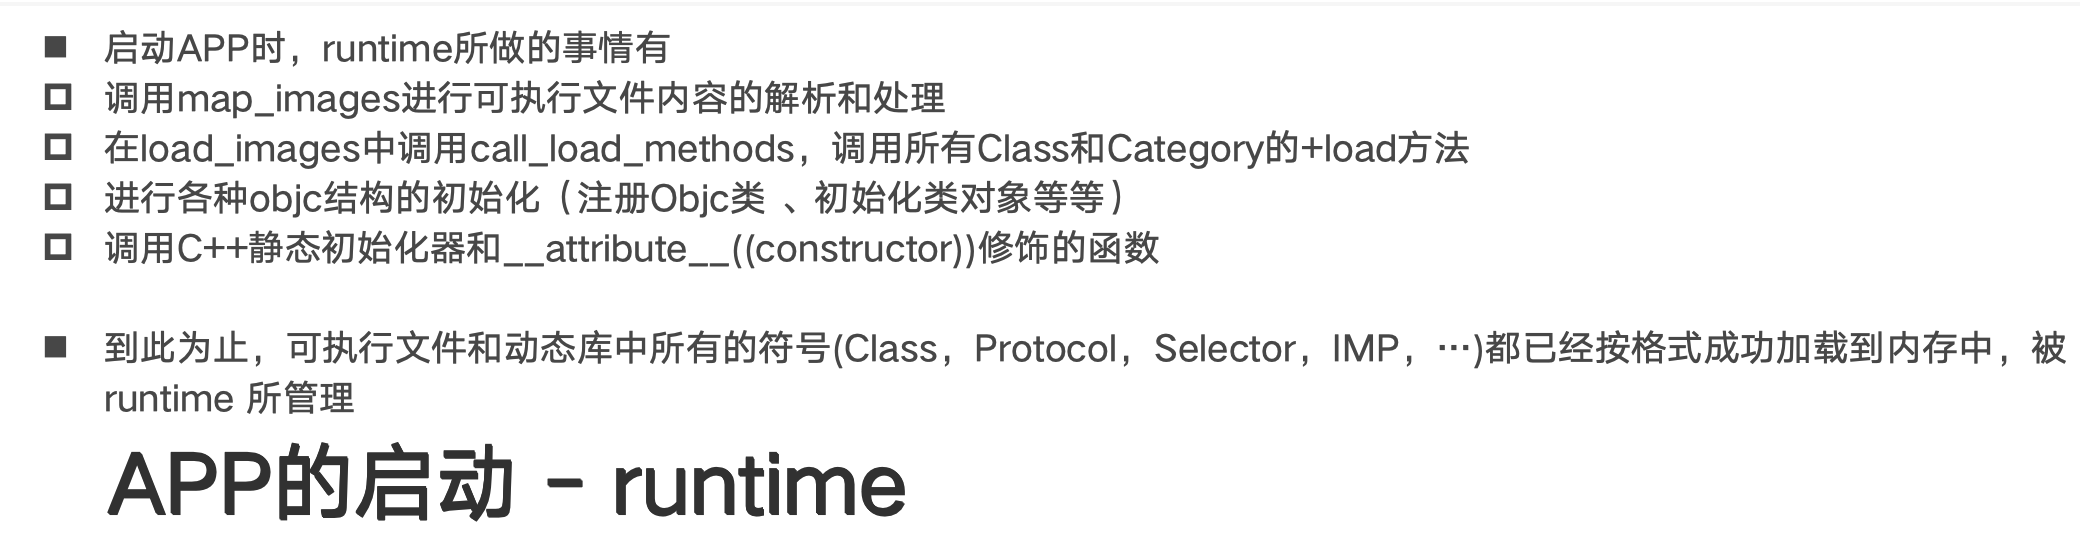 启动APP时，runtime所做的事情有
调用map_images进行可执行文件内容的解析和处理
在load_images中调用call_load_methods，调用所有Class和Category的+load方法
进行各种objc结构的初始化（注册Objc类 、初始化类对象等等）
调用C++静态初始化器和__attribute__((constructor))修饰的函数
到此为止，可执行文件和动态库中所有的符号(Class，Protocol，Selector，IMP，…)都已经按格式成功加载到内存中，被
runtime 所管理
APP的启动 - runtime